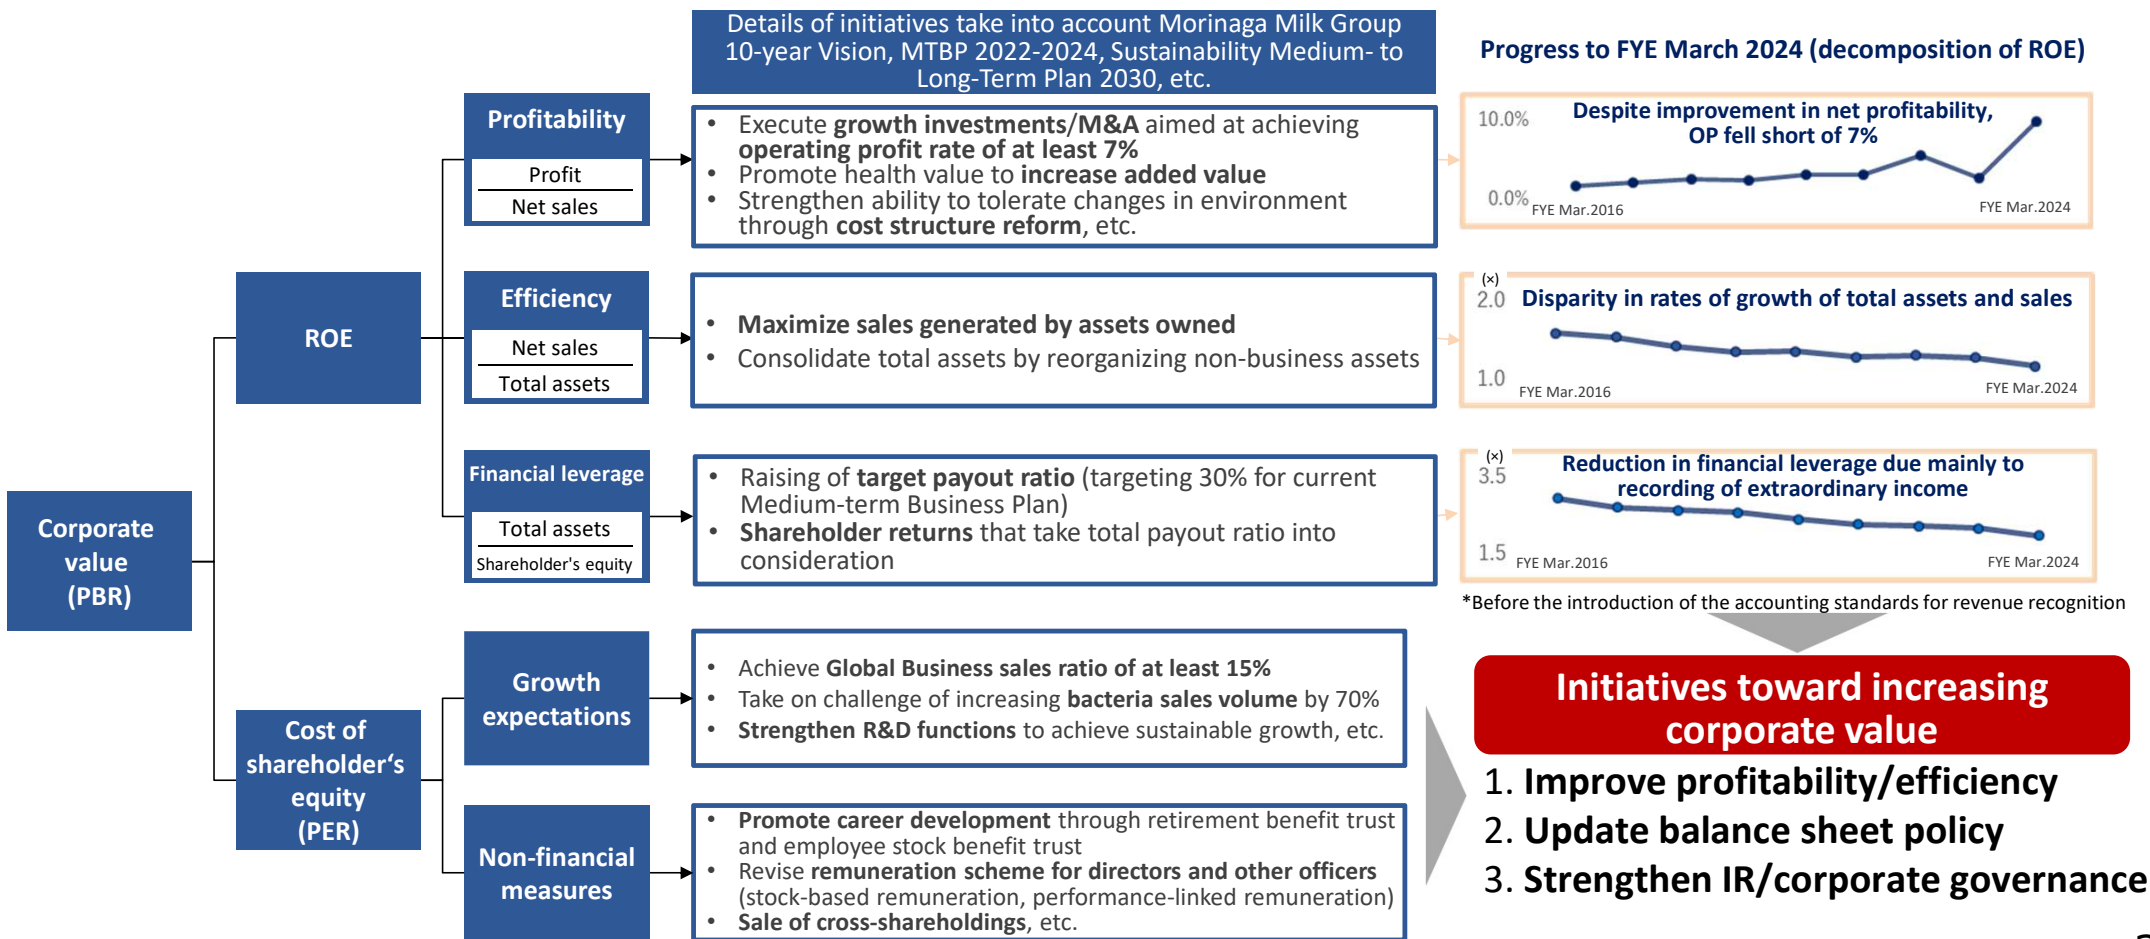 Details of initiatives take into account Morinaga Milk Group
10-year Vision, MTBP 2022-2024, Sustainability Medium- to
Long-Term Plan 2030, etc.
Progress to FYE March 2024 (decomposition of ROE)
Corporate
value
(PBR)
ROE
Profitability
Profit
Net sales
• Execute growth investments/M&A aimed at achieving
operating profit rate of at least 7%
• Promote health value to increase added value
• Strengthen ability to tolerate changes in environment
through cost structure reform, etc.
Despite improvement in net profitability,
OP fell short of 7%
10.0%
0.0%
FYE Mar.2016
FYE Mar.2024
Efficiency
Net sales
Total assets
• Maximize sales generated by assets owned
• Consolidate total assets by reorganizing non-business assets
(×)
2.0
Disparity in rates of growth of total assets and sales
1.0
FYE Mar.2016
FYE Mar.2024
Financial leverage
Total assets
Shareholder's equity
• Raising of target payout ratio (targeting 30% for current
Medium-term Business Plan)
• Shareholder returns that take total payout ratio into
consideration
(×)
3.5
Reduction in financial leverage due mainly to
recording of extraordinary income
1.5
FYE Mar.2016
FYE Mar.2024
*Before the introduction of the accounting standards for revenue recognition
Cost of
shareholder‘s
equity
(PER)
Growth
expectations
• Achieve Global Business sales ratio of at least 15%
• Take on challenge of increasing bacteria sales volume by 70%
• Strengthen R&D functions to achieve sustainable growth, etc.
Non-financial
measures
• Promote career development through retirement benefit trust
and employee stock benefit trust
• Revise remuneration scheme for directors and other officers
(stock-based remuneration, performance-linked remuneration)
• Sale of cross-shareholdings, etc.
Initiatives toward increasing
corporate value
1. Improve profitability/efficiency
2. Update balance sheet policy
3. Strengthen IR/corporate governance